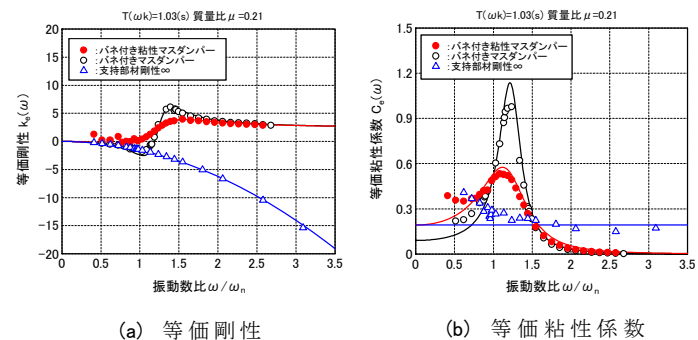 T(ωk)=1.03(s) 質量比μ=0.21
等価剛性 ke(ω)
20
15
10
5
0
-5
-10
-15
-20
:バネ付き粘性マスダンパー
:バネ付きマスダンパー
:支持部材剛性∞
0 0.5 1 1.5 2 2.5 3 3.5
振動数比ω/ωn
(a) 等価剛性
T(ωk)=1.03(s) 質量比μ=0.21
等価粘性係数 Ce(ω)
1.5
1.2
0.9
0.6
0.3
0
:バネ付き粘性マスダンパー
:バネ付きマスダンパー
:支持部材剛性∞
0 0.5 1 1.5 2 2.5 3 3.5
振動数比ω/ωn
(b) 等価粘性係数